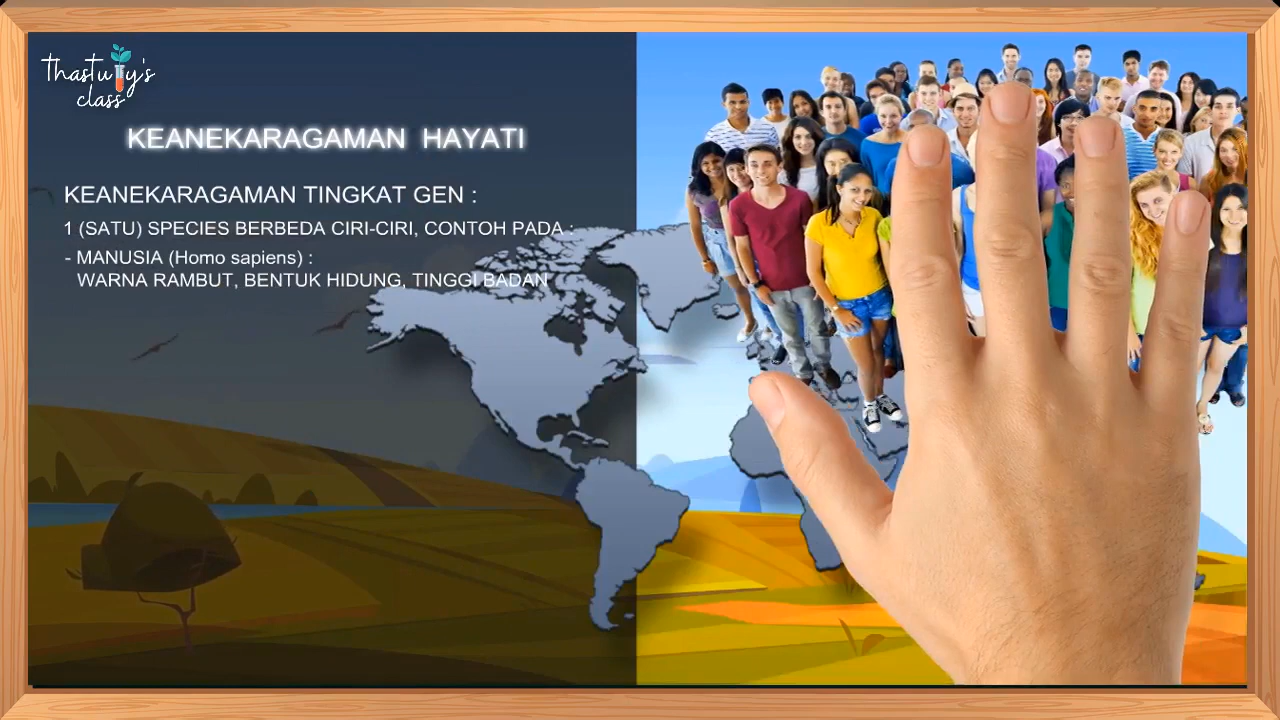 Thastudy's
class
KEANEKARAGAMAN HAYATI
KEANEKARAGAMAN TINGKAT GEN :
1 (SATU) SPECIES BERBEDA CIRI-CIRI, CONTOH PADA :
- MANUSIA (Homo sapiens) :
WARNA RAMBUT, BENTUK HIDUNG, TINGGI BADAN